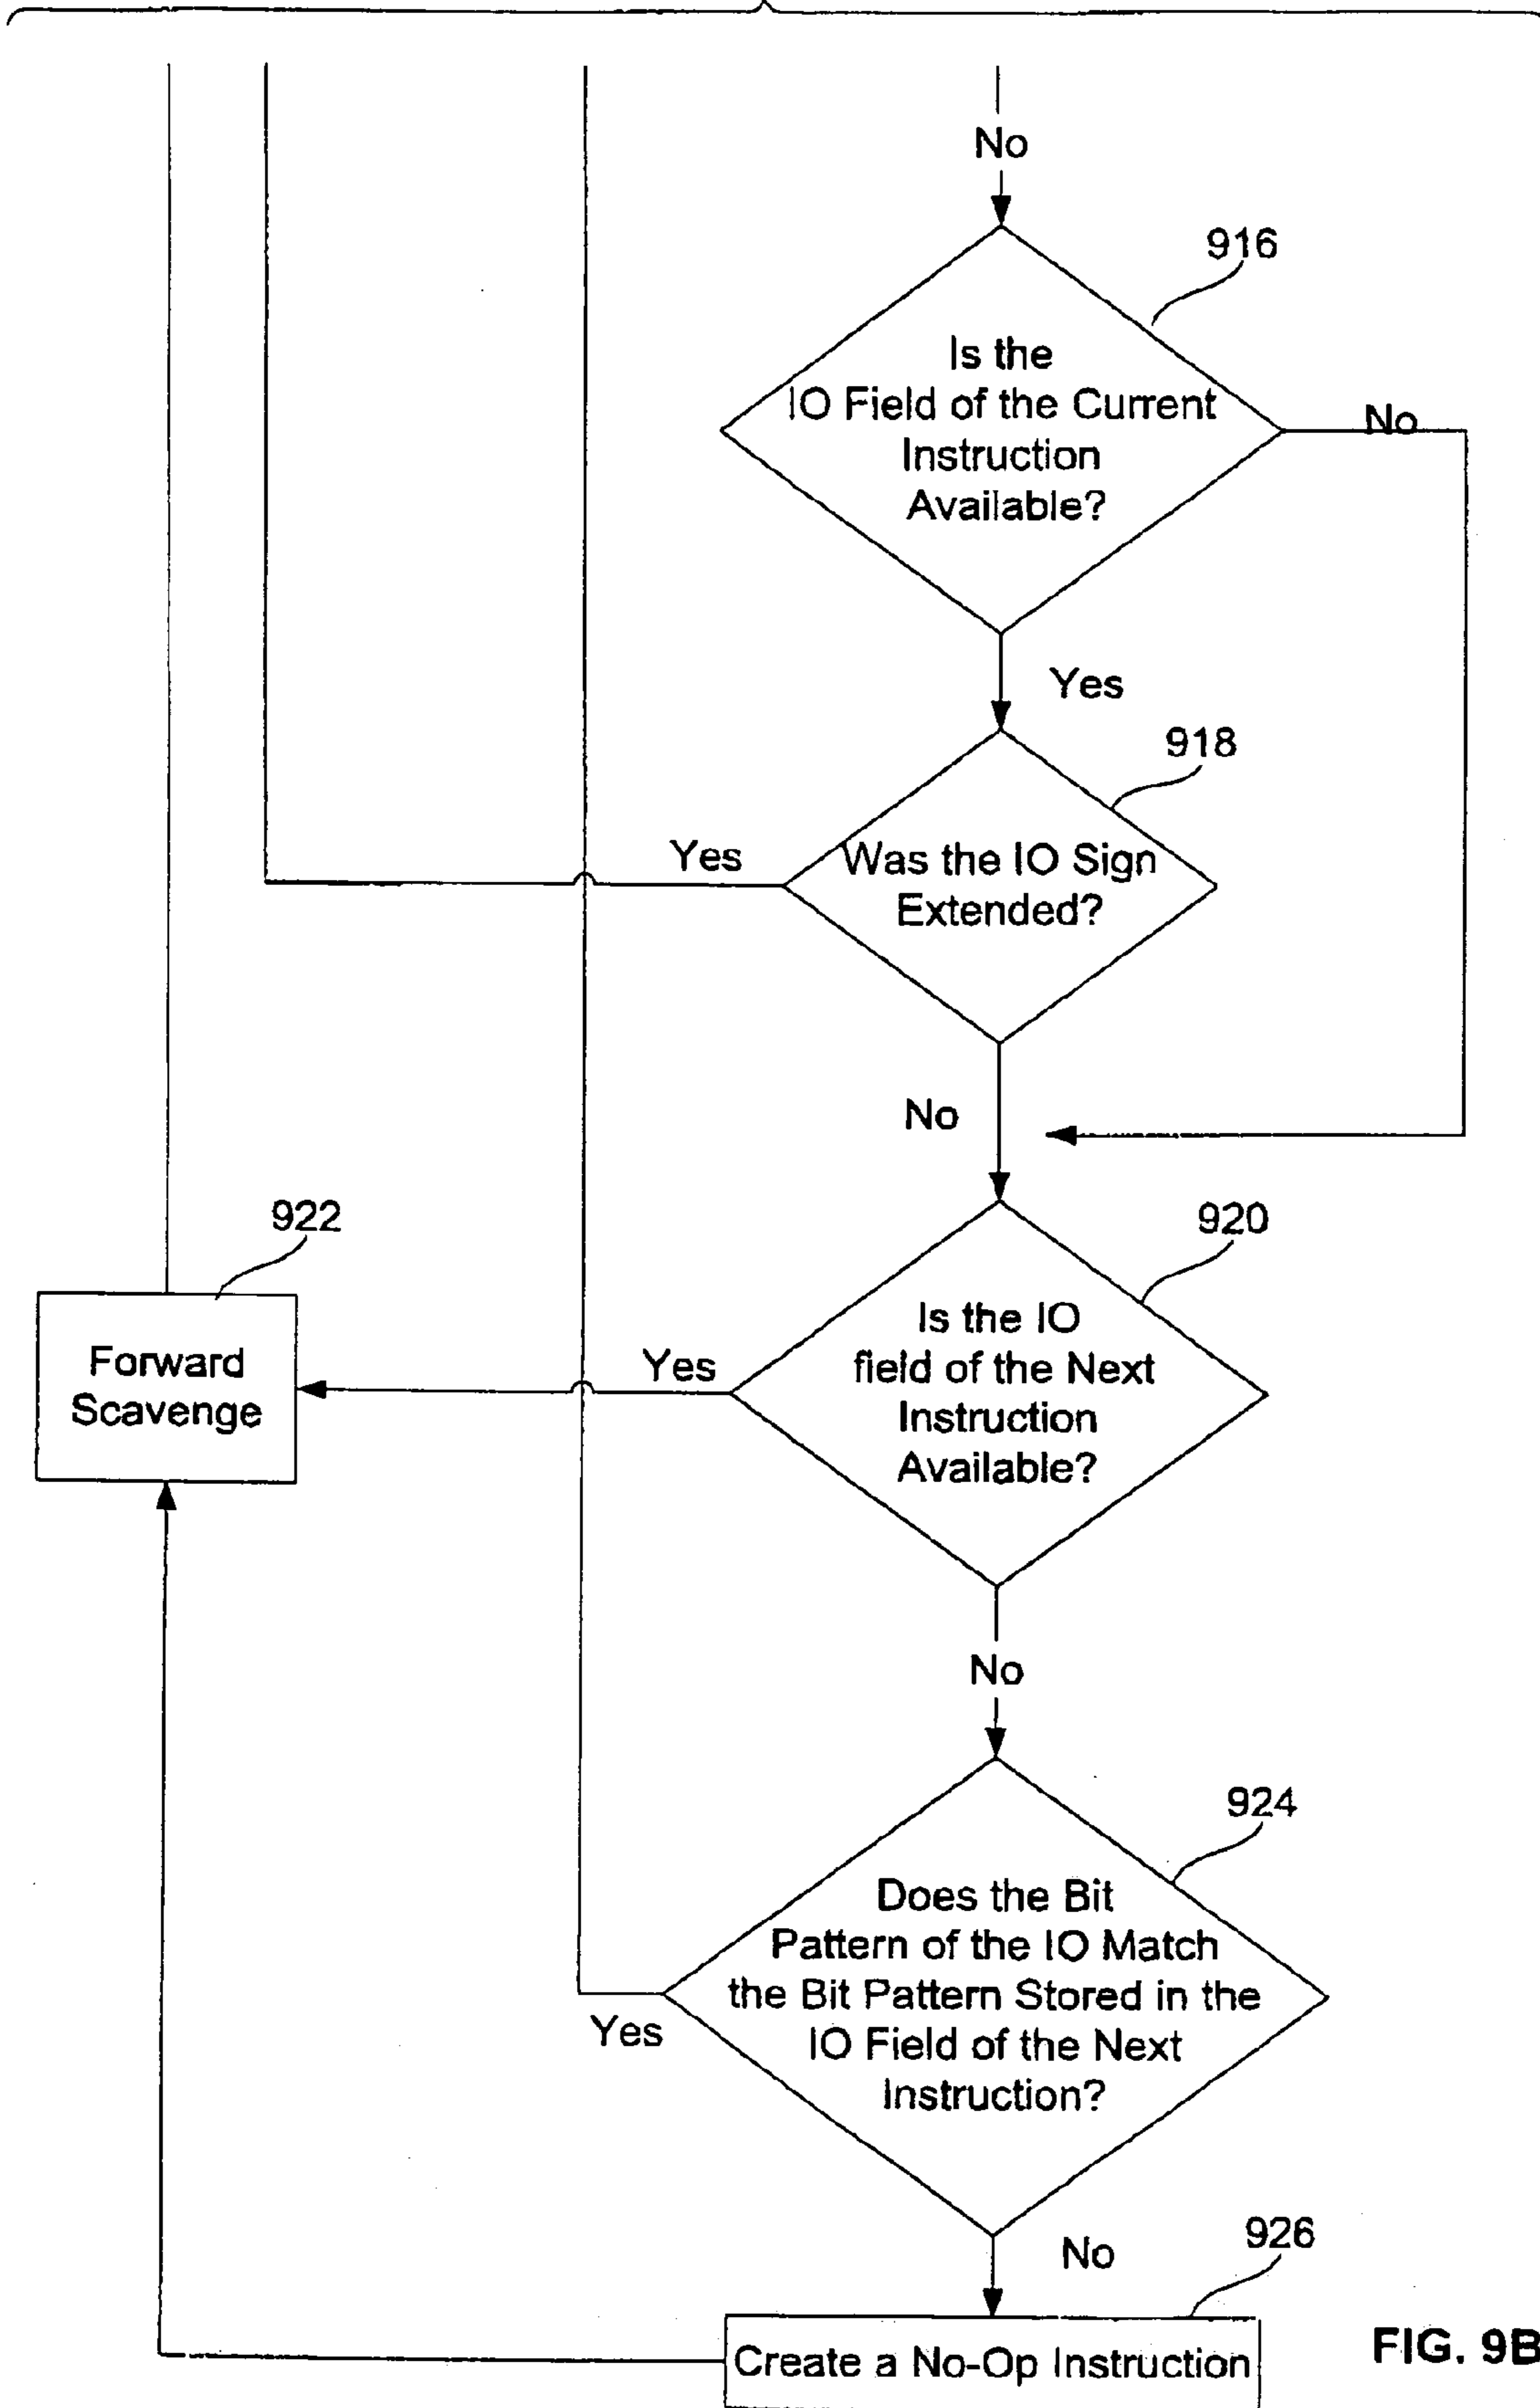 No
916
Is the
IO Field of the Current
Instruction
Available?
No
Yes
918
Yes
Was the IO Sign
Extended?
No
922
920
Forward
Scavenge
Yes
Is the IO
field of the Next
Instruction
Available?
No
924
Does the Bit
Pattern of the IO Match
the Bit Pattern Stored in the
IO Field of the Next
Instruction?
Yes
No
926
Create a No-Op Instruction
FIG. 9B